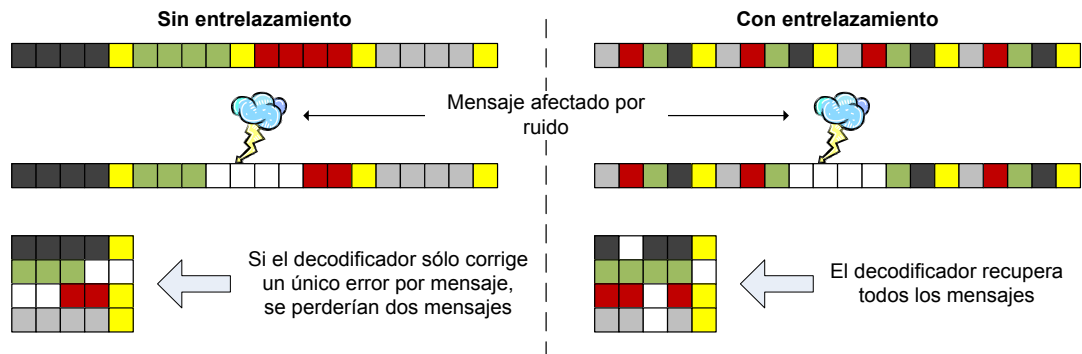 Sin entrelazamiento
Con entrelazamiento
Mensaje afectado por
ruido
Si el decodificador sólo corrige
un único error por mensaje,
se perderían dos mensajes
El decodificador recupera
todos los mensajes